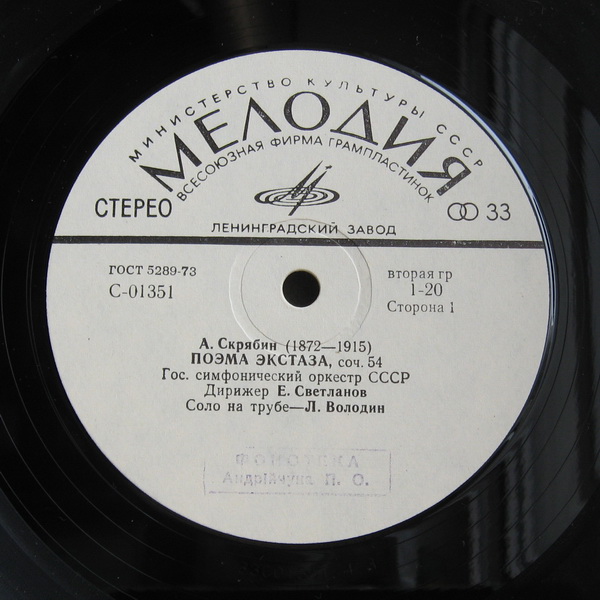 МИНИСТЕРСТВО КУЛЬТУРЫ СССР
МЕЛОДИЯ
ВСЕСОЮЗНАЯ ФИРМА ГРАМПЛАСТИНОК
СТЕРЕО
33
ЛЕНИНГРАДСКИЙ ЗАВОД
ГОСТ 5289-73
С-01351
вторая гр
1-20
Сторона 1
А. Скрябин (1872—1915)
ПОЭМА ЭКСТАЗА, соч. 54
Гос. симфонический оркестр СССР
Дирижер Е. Светланов
Соло на трубе—Л. Володин
ФОНОТЕКА
Андрійчука П. О.